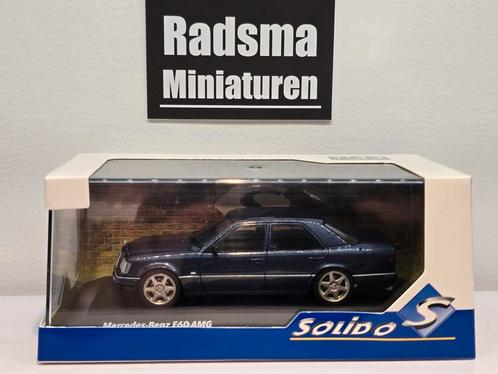 Radsma
Miniaturen
Mercedes-Benz E60 AMG
SOLIDO
S